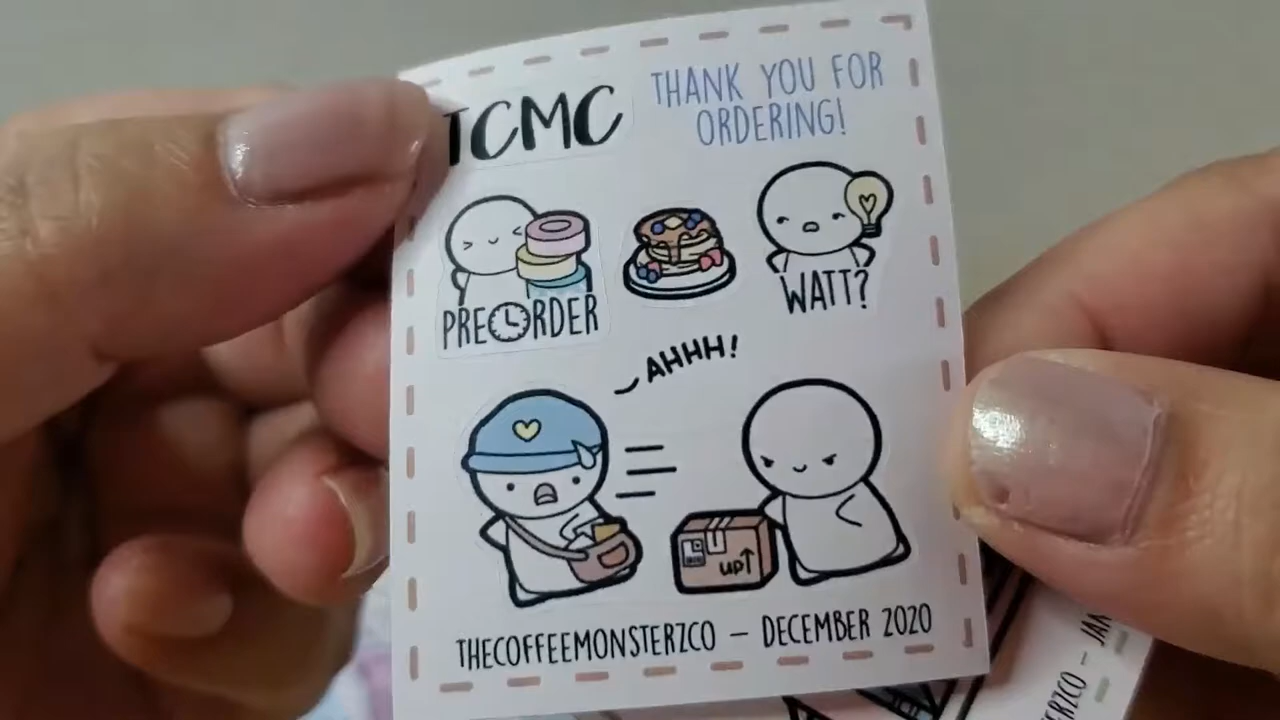 TCMC
THANK YOU FOR
ORDERING!
PREORDER
WATT?
AHHH!
UP↑
THECOFFEEMONSTERZCO – DECEMBER 2020